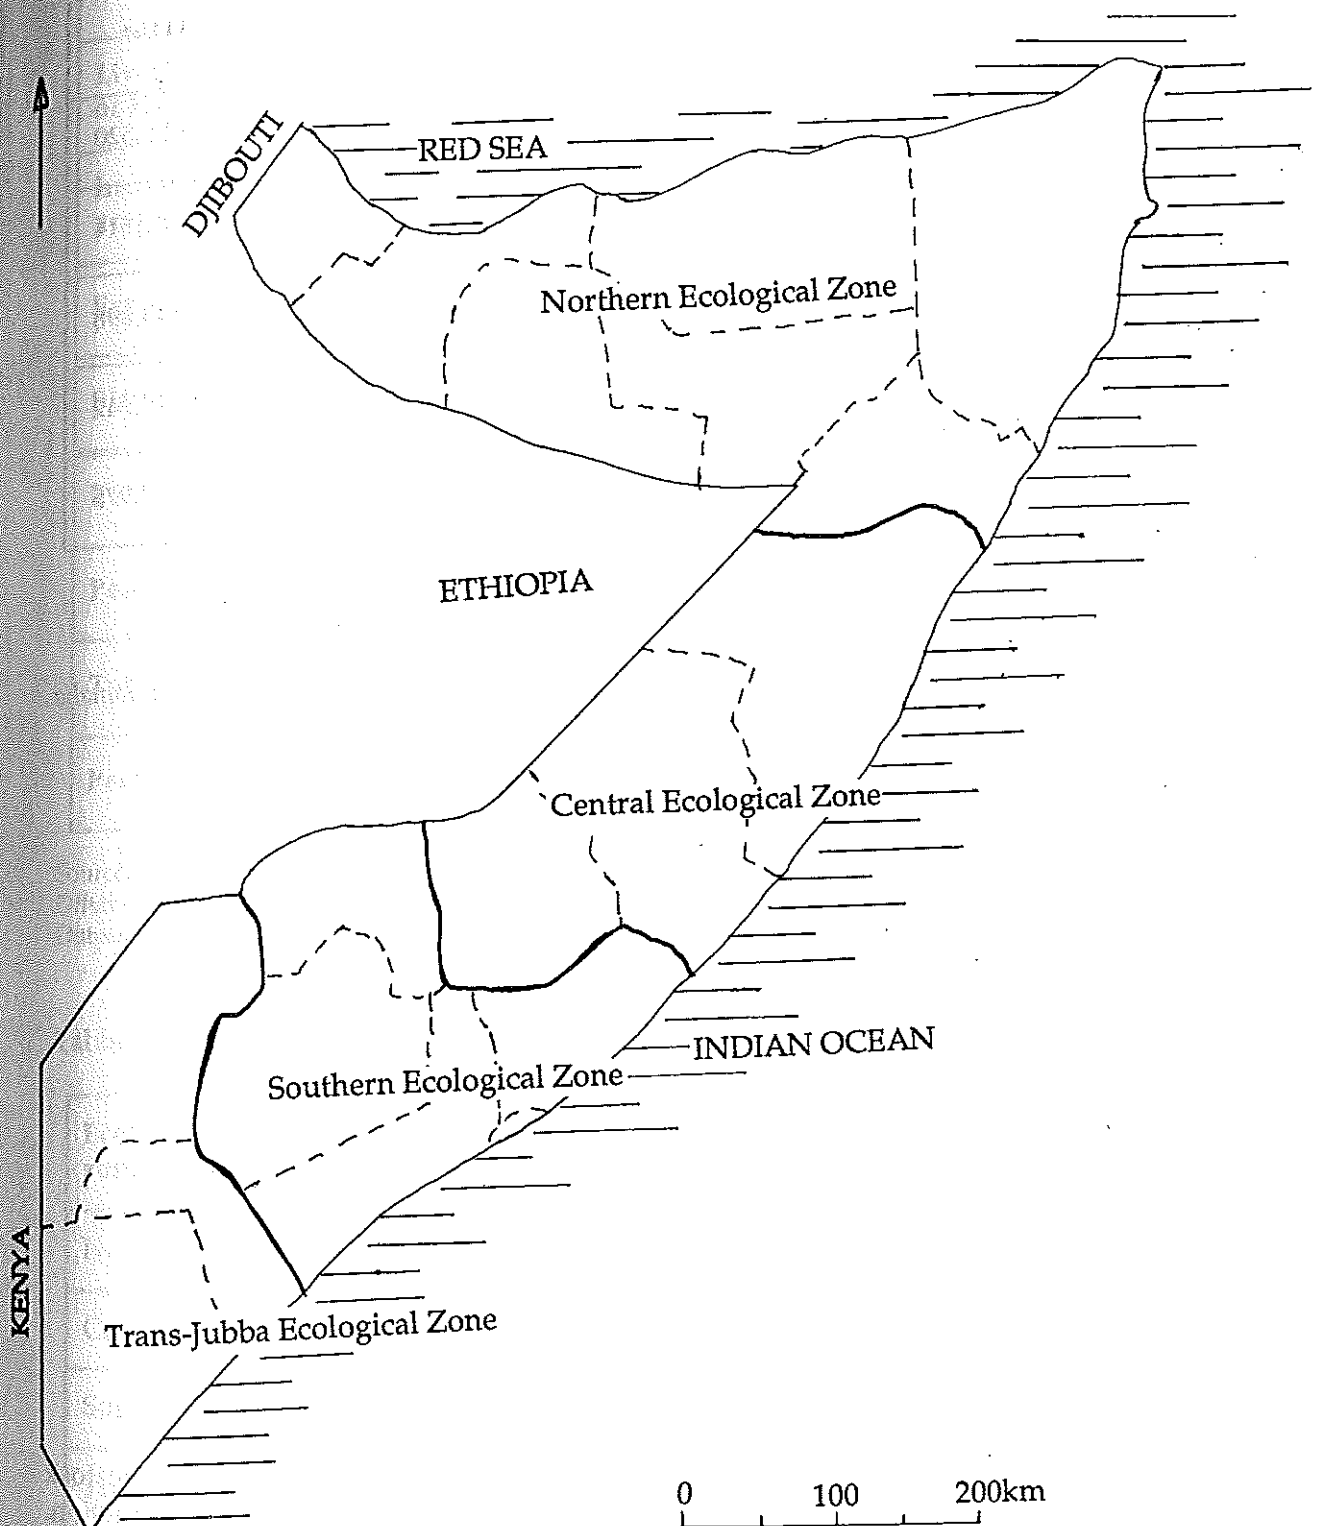 DJIBOUTI
RED SEA
Northern Ecological Zone
ETHIOPIA
Central Ecological Zone
INDIAN OCEAN
Southern Ecological Zone
KENYA
Trans-Jubba Ecological Zone
0 100 200km